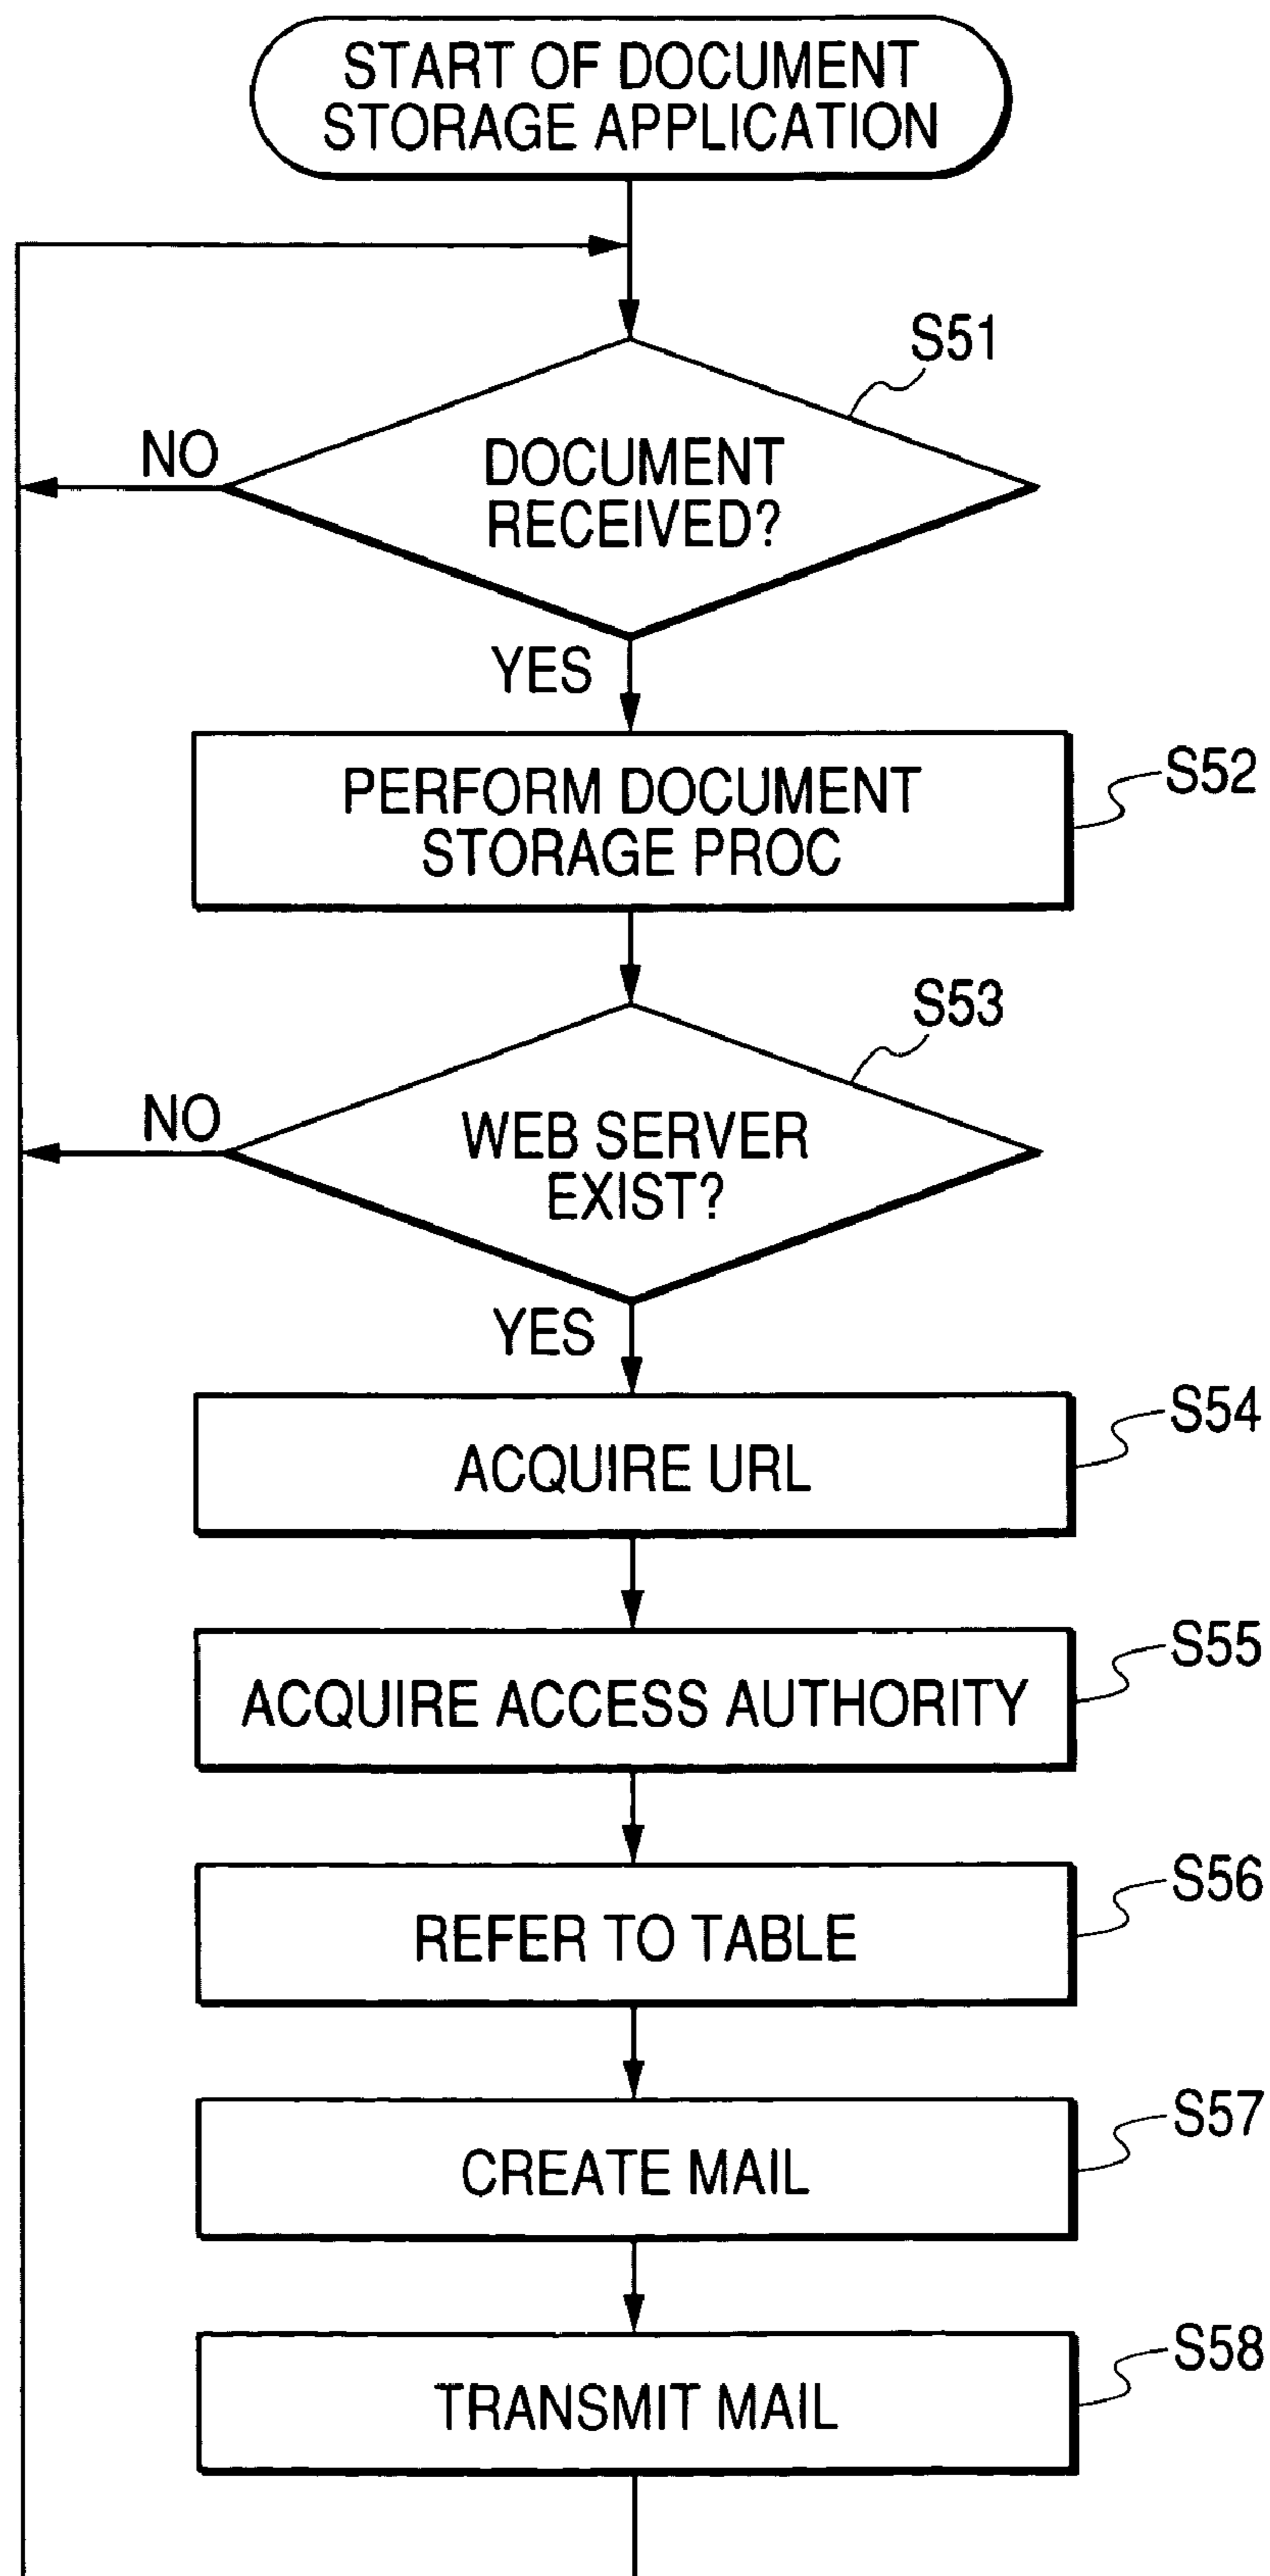 START OF DOCUMENT
STORAGE APPLICATION
S51
NO
DOCUMENT
RECEIVED?
YES
S52
PERFORM DOCUMENT
STORAGE PROC
S53
NO
WEB SERVER
EXIST?
YES
S54
ACQUIRE URL
S55
ACQUIRE ACCESS AUTHORITY
S56
REFER TO TABLE
S57
CREATE MAIL
S58
TRANSMIT MAIL